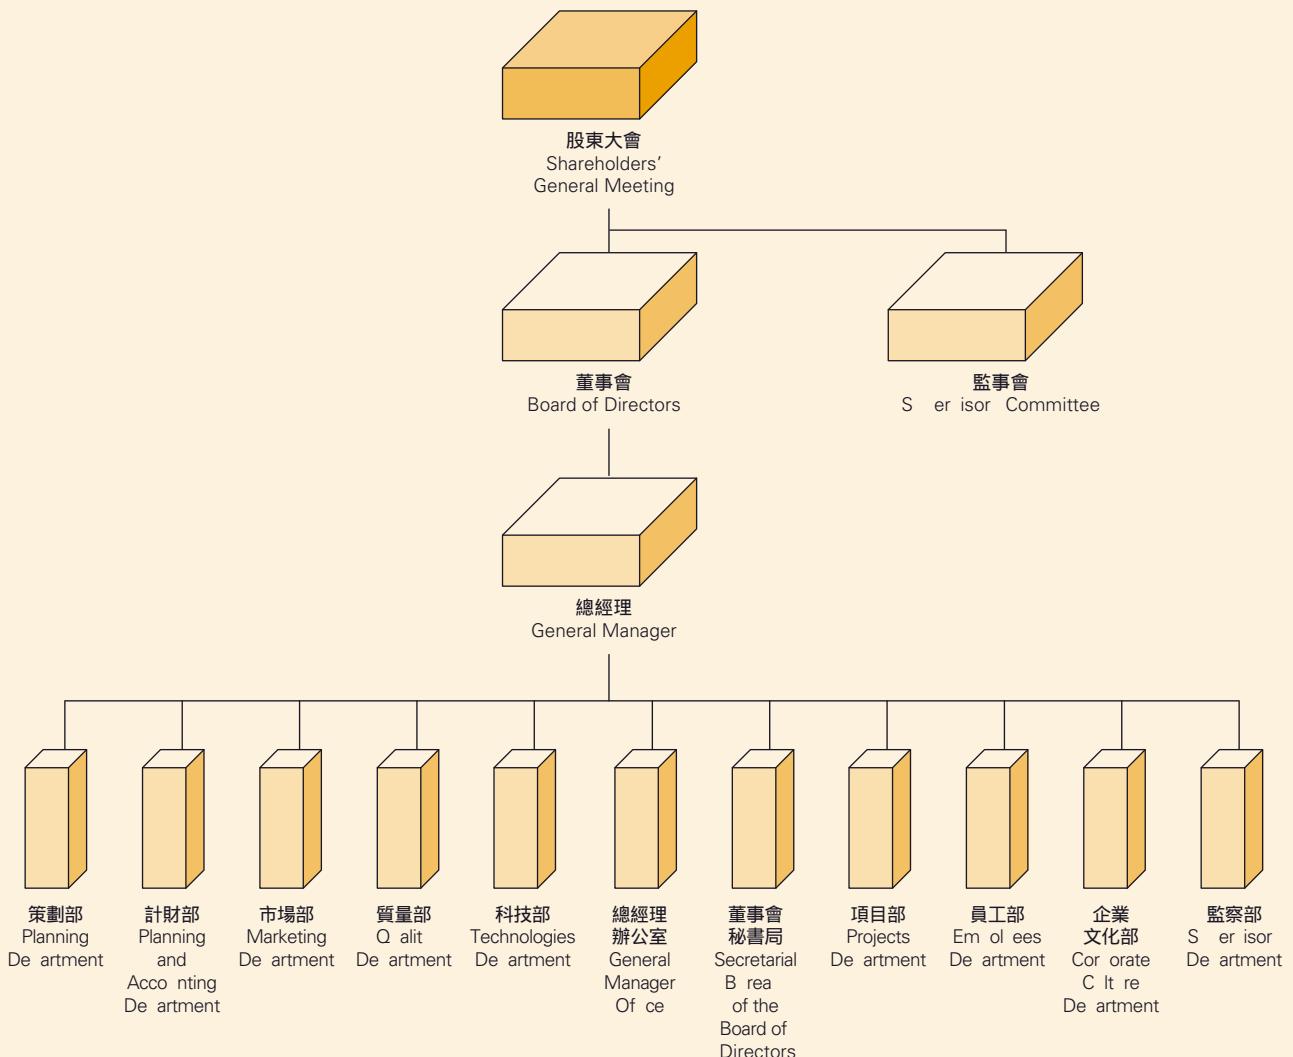 股東大會
Shareholders'
General Meeting
董事會
Board of Directors
監事會
S er isor Committee
總經理
General Manager
策劃部
Planning
De artment
計財部
Planning
and
Acco nting
De artment
市場部
Marketing
De artment
質量部
Q alit
De artment
科技部
Technologies
De artment
總經理
辦公室
General
Manager
Of ce
董事會
秘書局
Secretarial
B rea
of the
Board of
Directors
項目部
Projects
De artment
員工部
Em ol ees
De artment
企業
文化部
Cor orate
C lt re
De artment
監察部
S er isor
De artment